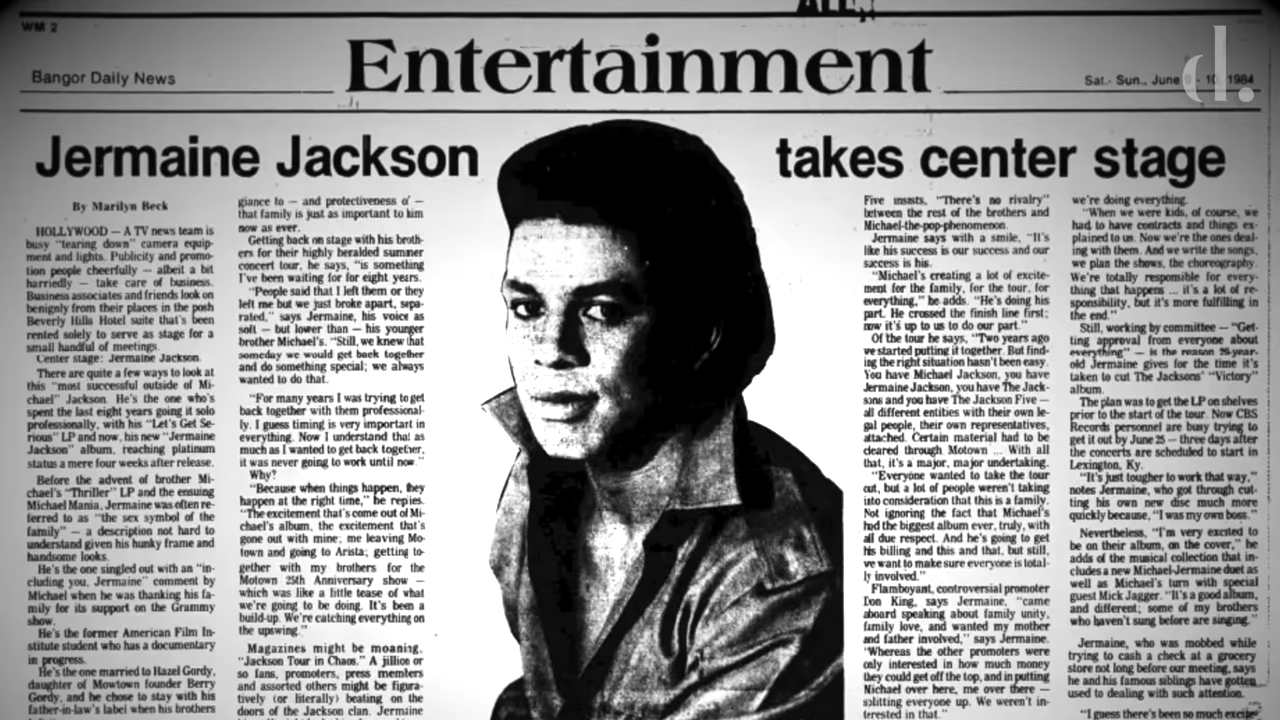 ALL
WM 2
Entertainment
Bangor Daily News
Sat.- Sun., June 10, 1984
d.
Jermaine Jackson
takes center stage
By Marilyn Beck
HOLLYWOOD — A TV news team is
busy "tearing down" camera equip-
ment and lights. Publicity and promo-
tion people cheerfully — albeit a bit
harriedly — take care of business.
Business associates and friends look on
benignly from their places in the posh
Beverly Hills Hotel suite that's been
rented solely to serve as stage for a
small handful of meetings.
Center stage: Jermaine Jackson.
There are quite a few ways to look at
this "most successful outside of Mi-
chael" Jackson. He's the one who's
spent the last eight years going it solo
professionally, with his "Let's Get Se-
rious" LP and now, his new "Jermaine
Jackson" album, reaching platinum
status a mere four weeks after release.
Before the advent of brother Mi-
chael's "Thriller" LP and the ensuing
Michael Mania, Jermaine was often re-
ferred to as "the sex symbol of the
family" — a description not hard to
understand given his hunky frame and
handsome looks.
He's the one singled out with an "in-
cluding you, Jermaine" comment by
Michael when he was thanking his fa-
mily for its support on the Grammy
show.
He's the former American Film In-
stitute student who has a documentary
in progress.
He's the one married to Hazel Gordy,
daughter of Mowtown founder Berry
Gordy, and he chose to stay with his
father-in-law's label when his brothers
giance to — and protectiveness of —
that family is just as important to him
now as ever.
Getting back on stage with his broth-
ers for their highly heralded summer
concert tour, he says, "is something
I've been waiting for for eight years.
"People said that I left them or they
left me but we just broke apart, sepa-
rated," says Jermaine, his voice as
soft — but lower than — his younger
brother Michael's. "Still, we knew that
someday we would get back together
and do something special; we always
wanted to do that.
"For many years I was trying to get
back together with them professional-
ly. I guess timing is very important in
everything. Now I understand that as
much as I wanted to get back together,
it was never going to work until now."
Why?
"Because when things happen, they
happen at the right time," he replies.
"The excitement that's come out of Mi-
chael's album, the excitement that's
gone out with mine; me leaving Mo-
town and going to Arista; getting to-
gether with my brothers for the
Motown 25th Anniversary show —
which was like a little tease of what
we're going to be doing. It's been a
build-up. We're catching everything on
the upswing."
Magazines might be moaning,
"Jackson Tour in Chaos." A jillion or
so fans, promoters, press members
and assorted others might be figura-
tively (or literally) beating on the
doors of the Jackson clan. Jermaine
Five insists, "There's no rivalry"
between the rest of the brothers and
Michael-the-pop-phenomenon.
Jermaine says with a smile, "It's
like his success is our success and our
success is his.
"Michael's creating a lot of excite-
ment for the family, for the tour, for
everything," he adds. "He's doing his
part. He crossed the finish line first;
now it's up to us to do our part."
Of the tour he says, "Two years ago
we started putting it together. But find-
ing the right situation hasn't been easy.
You have Michael Jackson, you have
Jermaine Jackson, you have The Jack-
sons and you have The Jackson Five —
all different entities with their own le-
gal people, their own representatives,
attached. Certain material had to be
cleared through Motown ... With all
that, it's a major, major undertaking.
"Everyone wanted to take the tour
out, but a lot of people weren't taking
into consideration that this is a family.
Not ignoring the fact that Michael's
had the biggest album ever, truly, with
all due respect. And he's going to get
his billing and this and that, but still,
we want to make sure everyone is total-
ly involved."
Flamboyant, controversial promoter
Don King, says Jermaine, "came
aboard speaking about family unity,
family love, and wanted my mother
and father involved," says Jermaine.
"Whereas the other promoters were
only interested in how much money
they could get off the top, and in putting
Michael over here, me over there —
splitting everyone up. We weren't in-
terested in that."
we're doing everything.
"When we were kids, of course, we
had to have contracts and things ex-
plained to us. Now we're the ones deal-
ing with them. And we write the songs,
we plan the shows, the choreography.
We're totally responsible for every-
thing that happens ... it's a lot of re-
sponsibility, but it's more fulfilling in
the end."
Still, working by committee — "Get-
ting approval from everyone about
everything" — is the reason 29-year-
old Jermaine gives for the time it's
taken to cut The Jacksons' "Victory"
album.
The plan was to get the LP on shelves
prior to the start of the tour. Now CBS
Records personnel are busy trying to
get it out by June 25 — three days after
the concerts are scheduled to start in
Lexington, Ky.
"It's just tougher to work that way,"
notes Jermaine, who got through cut-
ting his own new disc much more
quickly because, "I was my own boss."
Nevertheless, "I'm very excited to
be on their album, on the cover," he
adds of the musical collection that in-
cludes a new Michael-Jermaine duet as
well as Michael's turn with special
guest Mick Jagger. "It's a good album,
and different; some of my brothers
who haven't sung before are singing."
Jermaine, who was mobbed while
trying to cash a check at a grocery
store not long before our meeting, says
he and his famous siblings have gotten
used to dealing with such attention.
"I guess there's been so much excite-